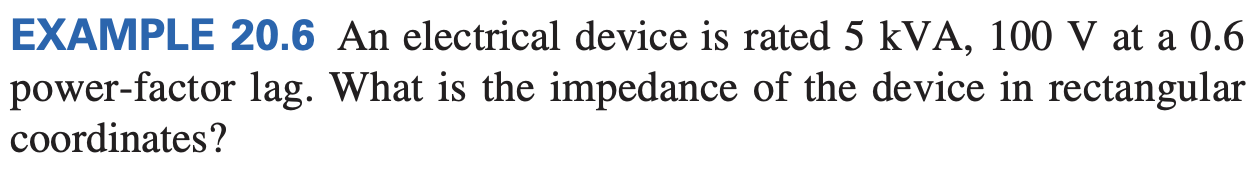 EXAMPLE 20.6 An electrical device is rated 5 kVA, 100 V at a 0.6
power-factor lag. What is the impedance of the device in rectangular
coordinates?